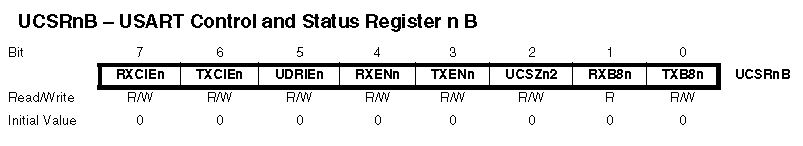 UCSRnB – USART Control and Status Register n B
Bit 7 6 5 4 3 2 1 0
RXCIEn TXCIEn UDRIEn RXENn TXENn UCSZn2 RXB8n TXB8n UCSRnB
Read/Write R/W R/W R/W R/W R/W R/W R R/W
Initial Value 0 0 0 0 0 0 0 0